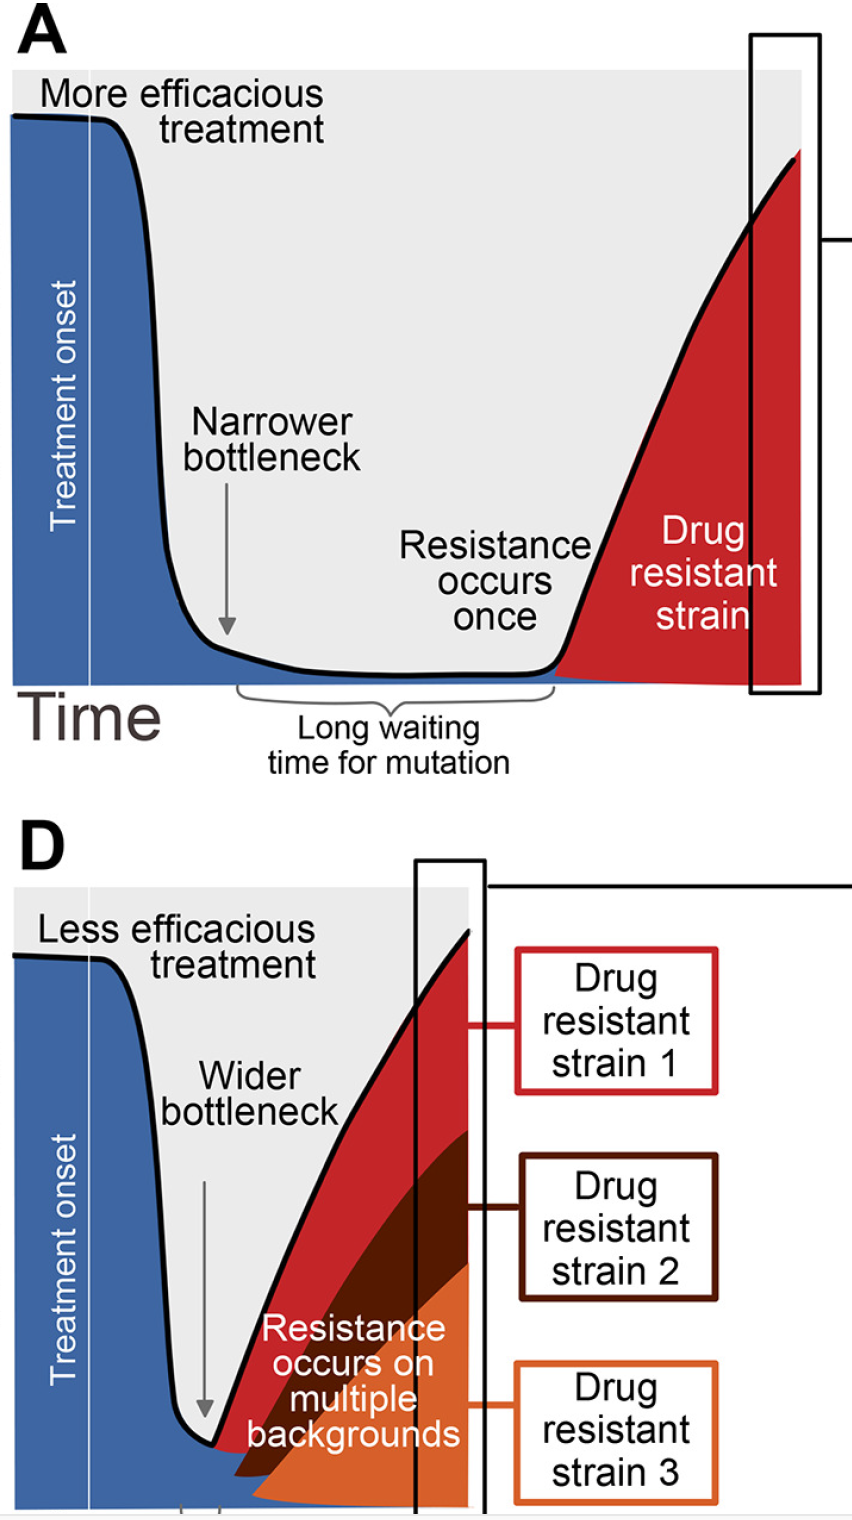 A
More efficacious
treatment
Treatment onset
Narrower
bottleneck
Resistance
occurs
once
Drug
resistant
strain
Time
Long waiting
time for mutation
D
Less efficacious
treatment
Treatment onset
Wider
bottleneck
Resistance
occurs on
multiple
backgrounds
Drug
resistant
strain 1
Drug
resistant
strain 2
Drug
resistant
strain 3